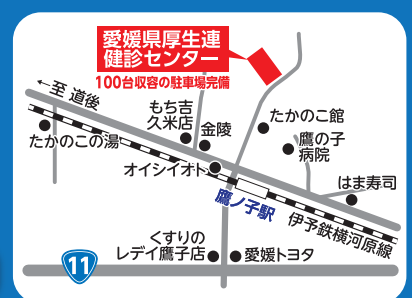 愛媛県厚生連
健診センター
100台収容の駐車場完備
←至 道後
もち吉
久米店
金陵
たかのこ館
鷹の子
病院
たかのこの湯
オイシイオト
はま寿司
鷹ノ子駅
伊予鉄横河原線
くすりの
レデイ鷹子店
愛媛トヨタ
11